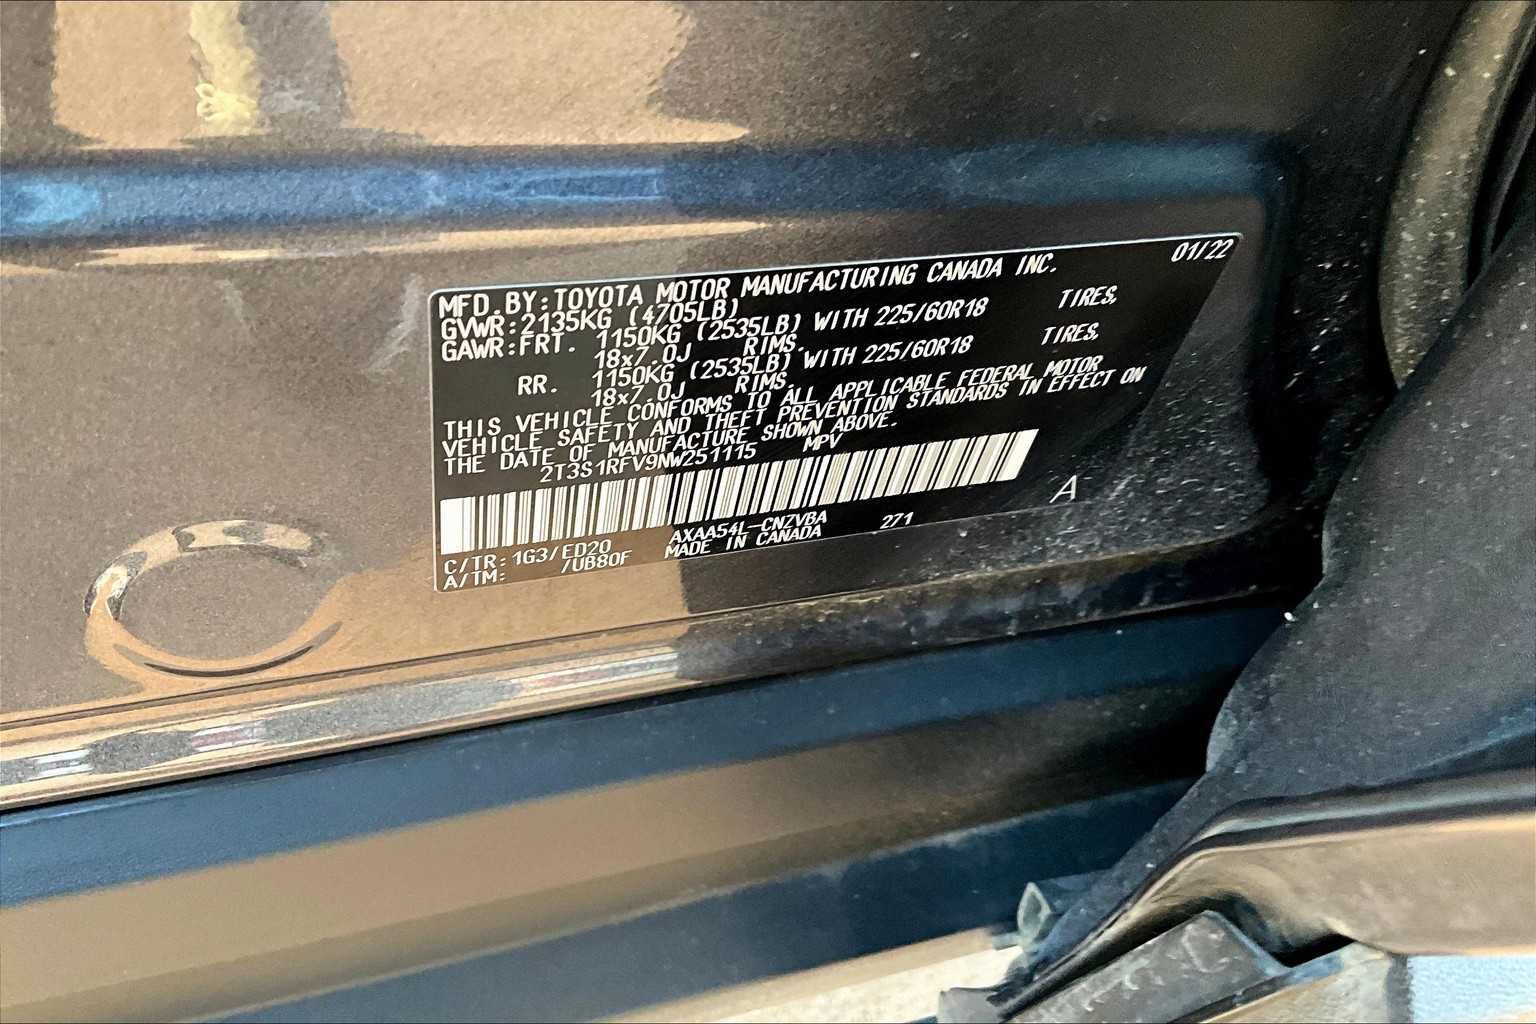 01/22
MFD.BY:TOYOTA MOTOR MANUFACTURING CANADA INC.
GVWR:2135KG (4705LB)
GAWR:FRT. 1150KG (2535LB) WITH 225/60R18 TIRES,
18x7.0J RIMS.
RR. 1150KG (2535LB) WITH 225/60R18 TIRES,
18x7.0J RIMS.
THIS VEHICLE CONFORMS TO ALL APPLICABLE FEDERAL MOTOR
VEHICLE SAFETY AND THEFT PREVENTION STANDARDS IN EFFECT ON
THE DATE OF MANUFACTURE SHOWN ABOVE.
2T3S1RFV9NW251115 MPV
A
C/TR: 1G3/ED20 AXAA54L-CNZVBA 271
A/TM: /UB80F MADE IN CANADA